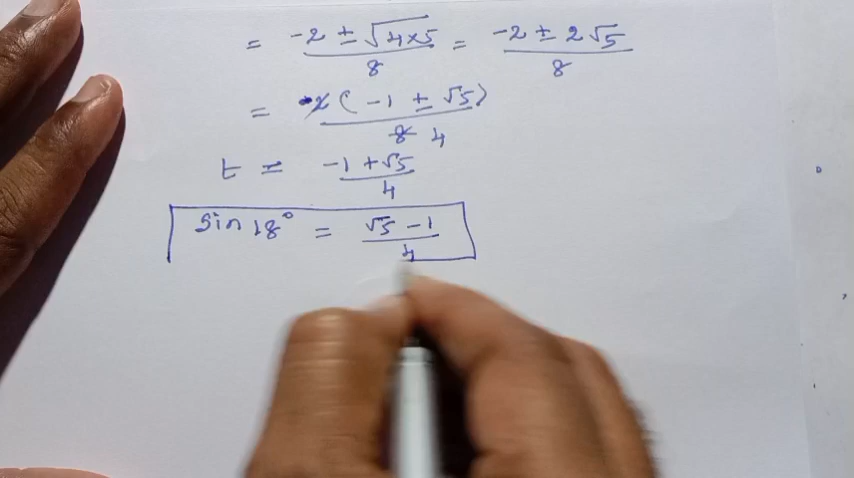 = -2 ± √4×5 / 8 = -2 ± 2√5 / 8
= 2(-1 ± √5) / 8 4
t = -1+√5 / 4
Sin 18° = √5 -1 / 4